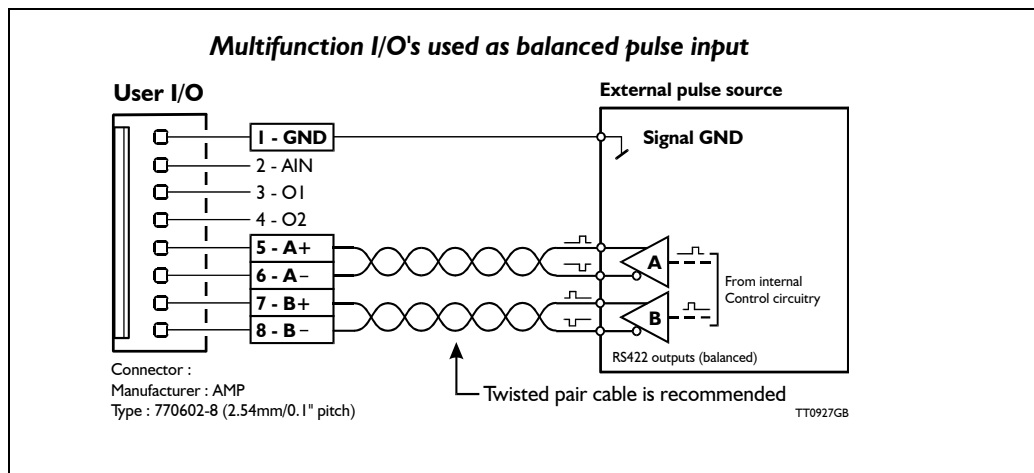 Multifunction I/O's used as balanced pulse input
User I/O
1 - GND
2 - AIN
3 - O1
4 - O2
5 - A+
6 - A−
7 - B+
8 - B−
Connector :
Manufacturer : AMP
Type : 770602-8 (2.54mm/0.1" pitch)
External pulse source
Signal GND
A
B
From internal
Control circuitry
RS422 outputs (balanced)
Twisted pair cable is recommended
TT0927GB